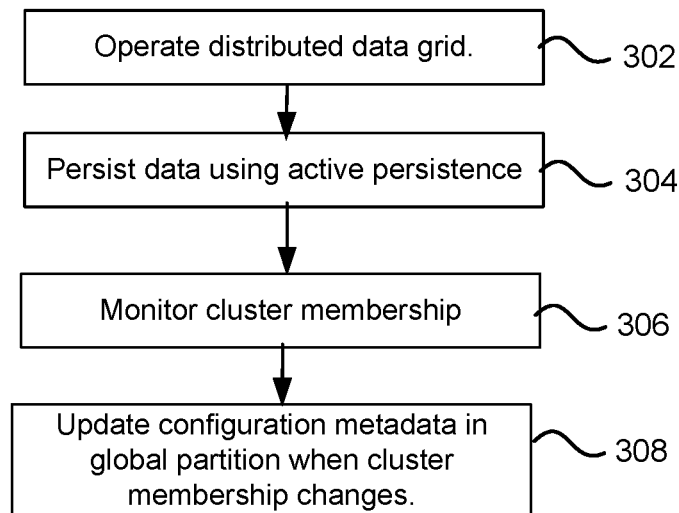 Operate distributed data grid.
302
Persist data using active persistence
304
Monitor cluster membership
306
Update configuration metadada in
global partition when cluster
membership changes.
308